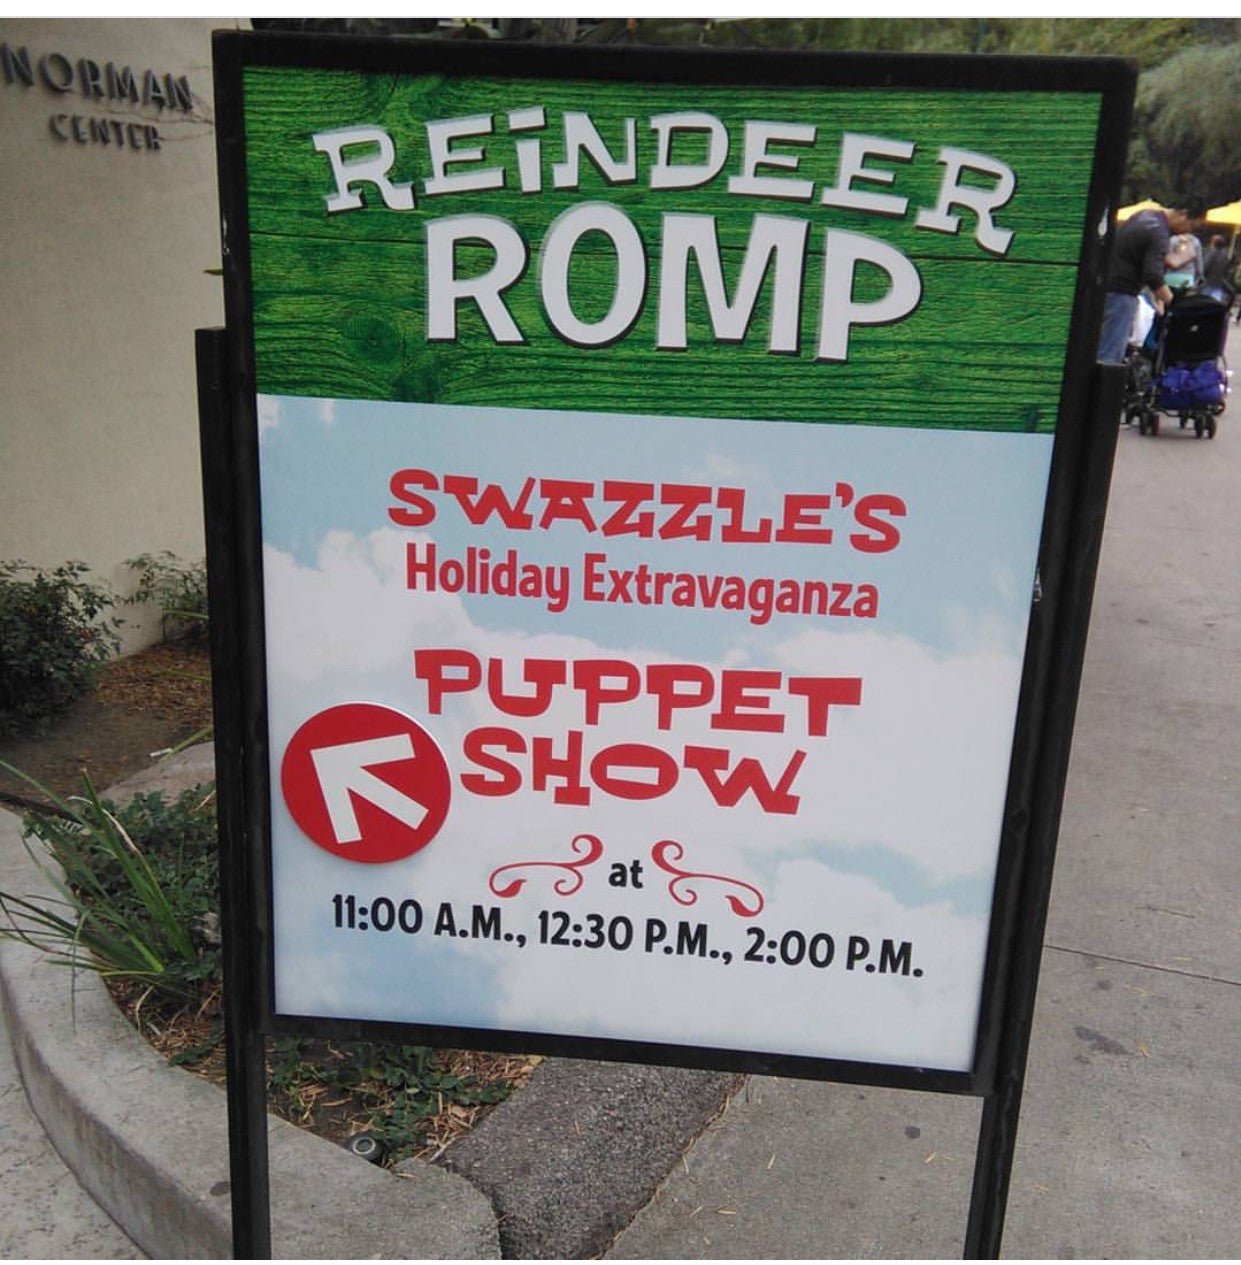 NORMAN
CENTER
REINDEER
ROMP
SWAZZLE'S
Holiday Extravaganza
PUPPET
SHOW
at
11:00 A.M., 12:30 P.M., 2:00 P.M.